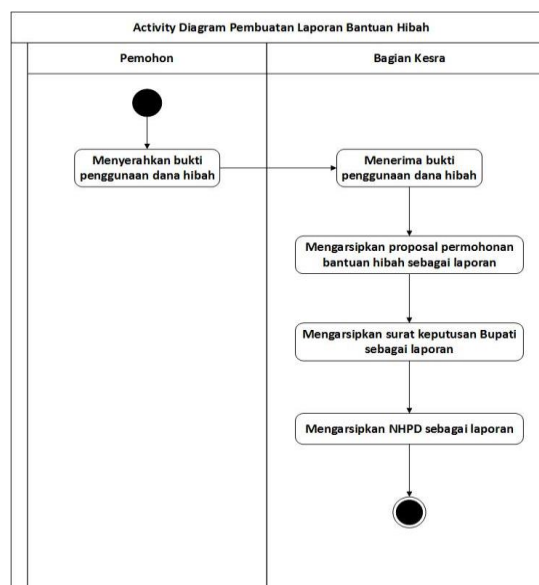 Activity Diagram Pembuatan Laporan Bantuan Hibah
Pemohon
Bagian Kesra
Menyerahkan bukti
penggunaan dana hibah
Menerima bukti
penggunaan dana hibah
Mengarsipkan proposal permohonan
bantuan hibah sebagai laporan
Mengarsipkan surat keputusan Bupati
sebagai laporan
Mengarsipkan NHPD sebagai laporan